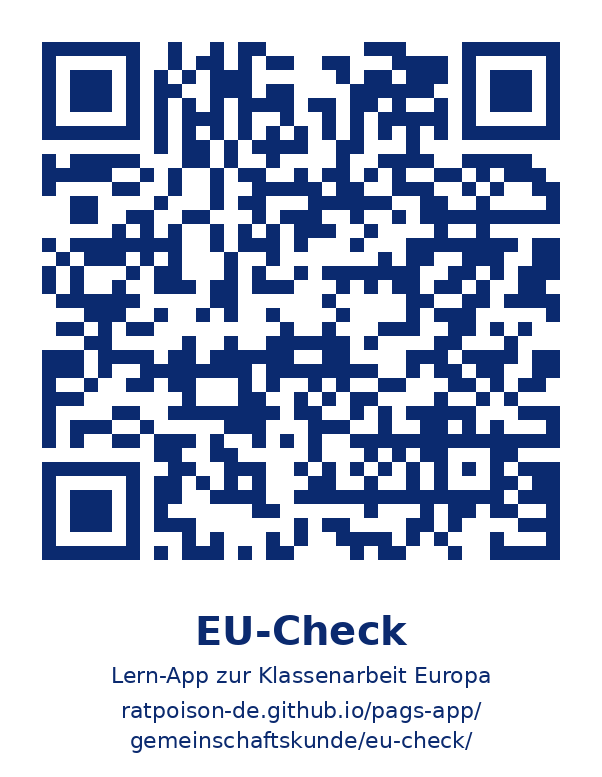 EU-Check
Lern-App zur Klassenarbeit Europa
ratpoison-de.github.io/pags-app/
gemeinschaftskunde/eu-check/